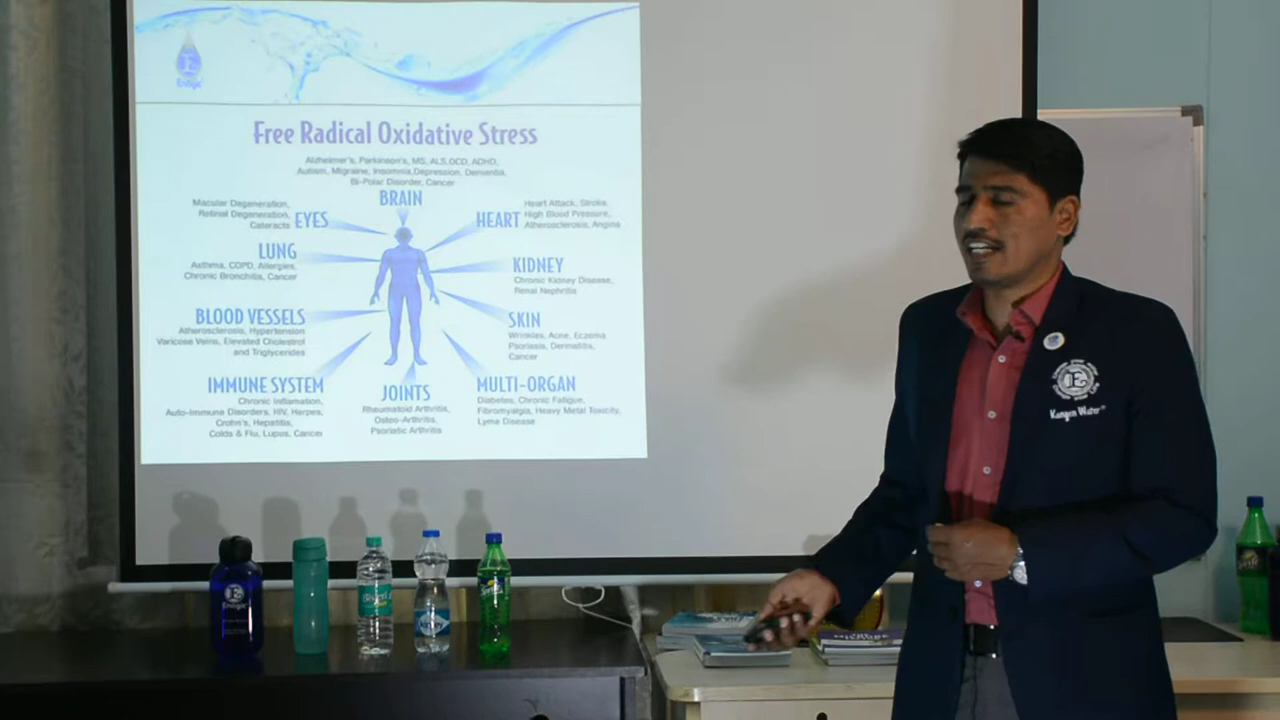 Enagic
Free Radical Oxidative Stress
Alzheimer's, Parkinson's, MS, ALS,OCD, ADHD,
Autism, Migraine, Insomnia,Depression, Dementia,
Bi-Polar Disorder, Cancer
BRAIN
Macular Degeneration,
Retinal Degeneration,
Cateracts
EYES
HEART
Heart Attack, Stroke,
High Blood Pressure,
Atherosclerosis, Angina
LUNG
Asthma, COPD, Allergies,
Chronic Bronchitis, Cancer
KIDNEY
Chronic Kidney Disease,
Renal Nephritis
BLOOD VESSELS
Atherosclerosis, Hypertension
Varicose Veins, Elevated Cholestrol
and Triglycerides
SKIN
Wrinkles, Acne, Eczema
Psoriasis, Dermatitis,
Cancer
IMMUNE SYSTEM
Chronic Inflamation,
Auto-Immune Disorders, HIV, Herpes,
Crohn's, Hepatitis,
Colds & Flu, Lupus, Cancer
JOINTS
Rheumatoid Arthritis,
Osteo-Arthritis,
Psoriatic Arthritis
MULTI-ORGAN
Diabetes, Chronic Fatigue,
Fibromyalgia, Heavy Metal Toxicity,
Lyme Disease
E
Kangen Water®
E
Enagic
Sprite